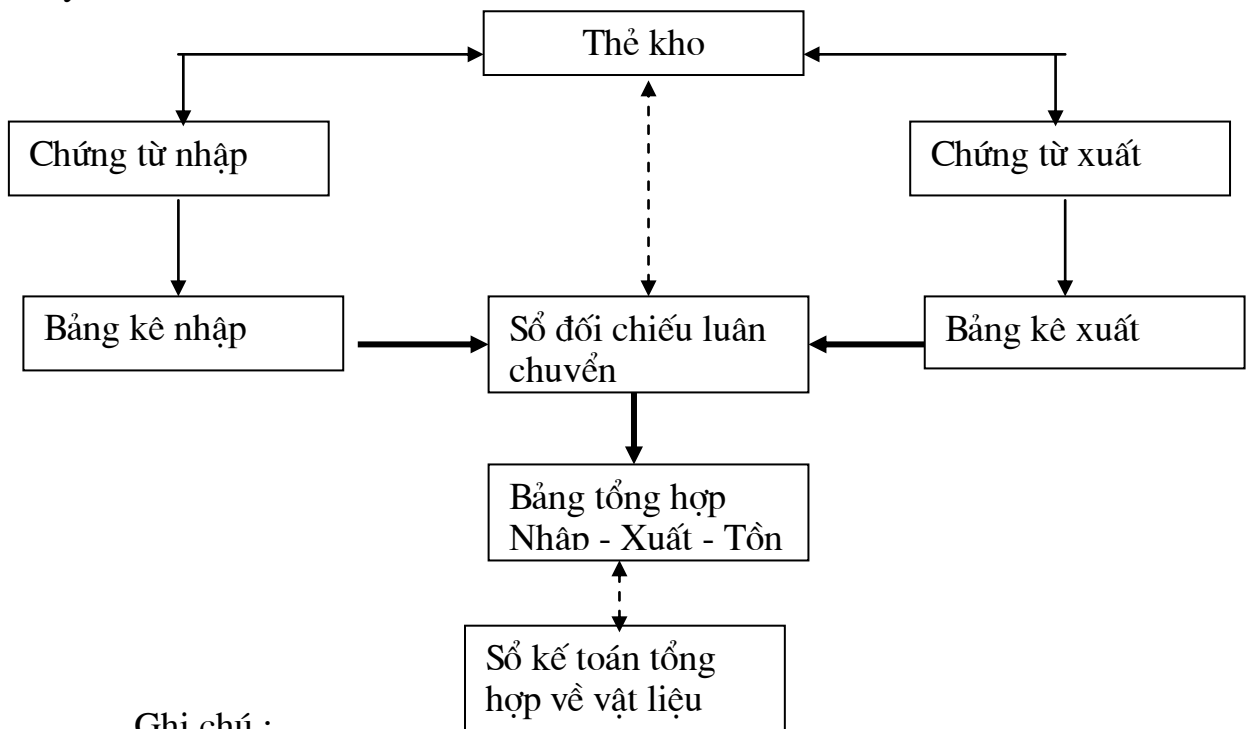 Thẻ kho
Chứng từ nhập
Chứng từ xuất
Bảng kê nhập
Sổ đối chiếu luân
chuyển
Bảng kê xuất
Bảng tổng hợp
Nhập - Xuất - Tồn
Sổ kế toán tổng
hợp về vật liệu
Ghi chú :